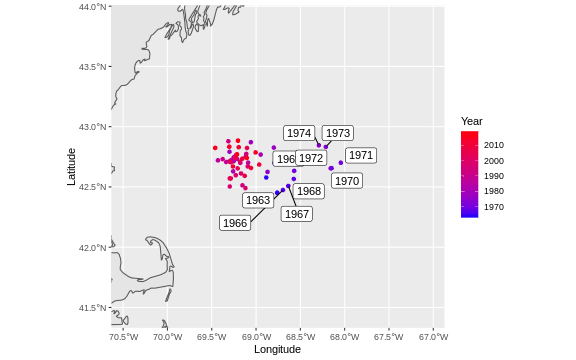 44.0°N
43.5°N
43.0°N
42.5°N
42.0°N
41.5°N
Latitude
1974
1973
196
1972
1971
1970
1968
1963
1967
1966
70.5°W
70.0°W
69.5°W
69.0°W
68.5°W
68.0°W
67.5°W
67.0°W
Longitude
Year
2010
2000
1990
1980
1970